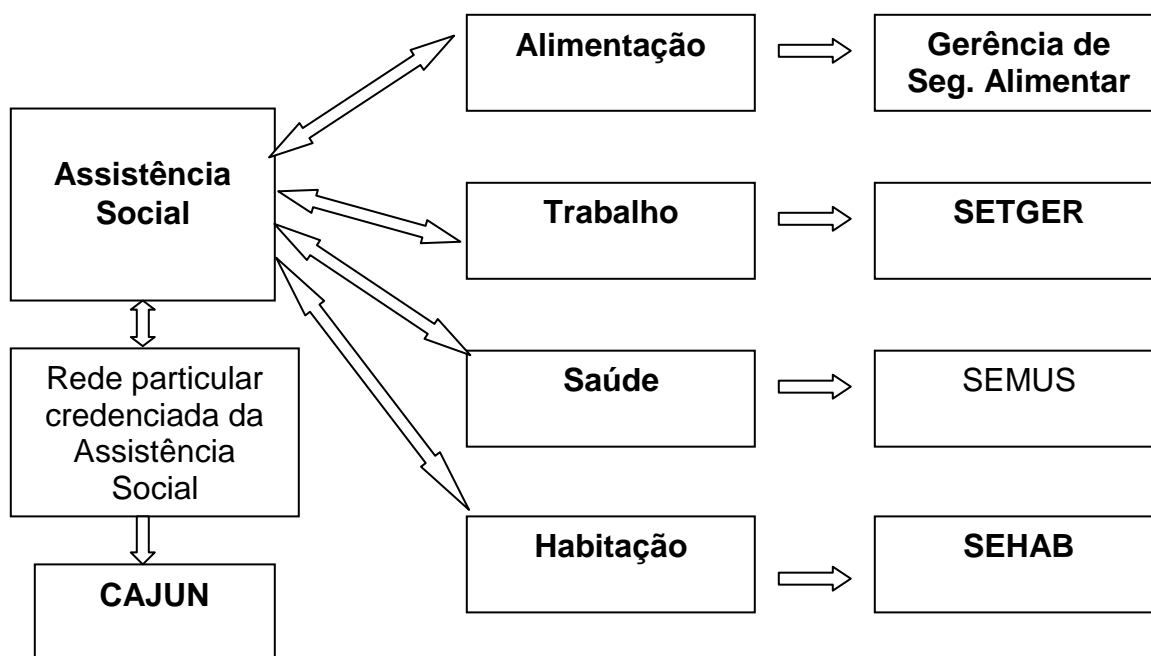 Alimentação
Gerência de
Seg. Alimentar
Assistência
Social
Trabalho
SETGER
Rede particular
credenciada da
Assistência
Social
Saúde
SEMUS
Habitação
SEHAB
CAJUN